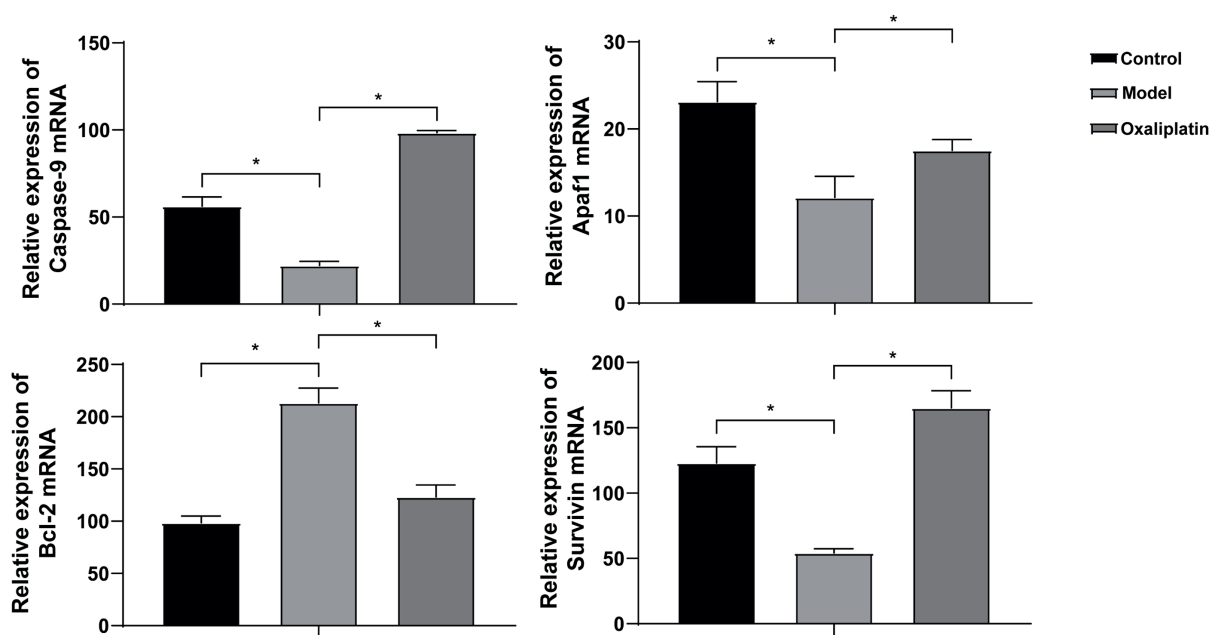 Relative expression of
Caspase-9 mRNA
150
100
50
0
*
*
Relative expression of
Apaf1 mRNA
30
20
10
0
*
*
Control
Model
Oxaliplatin
Relative expression of
Bcl-2 mRNA
250
200
150
100
50
0
*
*
Relative expression of
Survivin mRNA
200
150
100
50
0
*
*